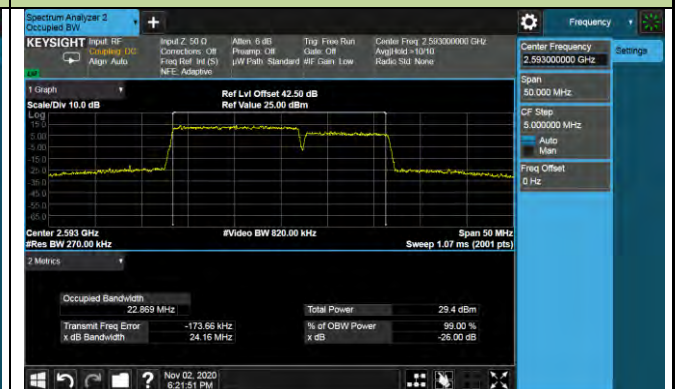 Spectrum Analyzer 2
Occupied BW
+
Frequency
KEYSIGHT
Input: RF
Coupling: DC
Align: Auto
Input Z: 50 Ω
Corrections: Off
Freq Ref: Int (S)
NFE: Adaptive
Atten: 6 dB
Preamp: Off
µW Path: Standard
Trig: Free Run
Gate: Off
#IF Gain: Low
Center Freq: 2.593000000 GHz
Avg|Hold:>10/10
Radio Std: None
Center Frequency
2.593000000 GHz
Settings
Span
50.000 MHz
CF Step
5.000000 MHz
Auto
Man
Freq Offset
0 Hz
1 Graph
Scale/Div 10.0 dB
Ref Lvl Offset 42.50 dB
Ref Value 25.00 dBm
Log
15.0
5.00
-5.00
-15.0
-25.0
-35.0
-45.0
-55.0
-65.0
Center 2.593 GHz
#Video BW 820.00 kHz
Span 50 MHz
#Res BW 270.00 kHz
Sweep 1.07 ms (2001 pts)
2 Metrics
Occupied Bandwidth
22.869 MHz
Total Power
29.4 dBm
Transmit Freq Error
-173.66 kHz
% of OBW Power
99.00 %
x dB Bandwidth
24.16 MHz
x dB
-26.00 dB
?
Nov 02, 2020
6:21:51 PM